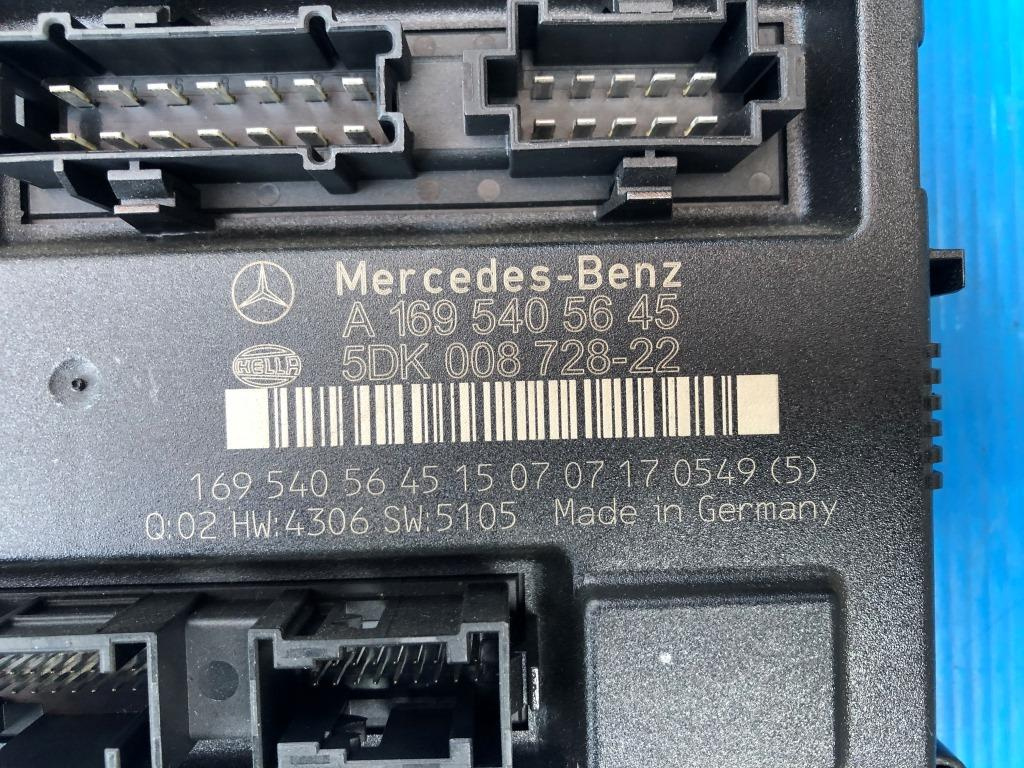 Mercedes-Benz
A 169 540 56 45
HELLA
5DK 008 728-22
169 540 56 45 15 07 07 17 0549 (5)
Q:02 HW:4306 SW:5105 Made in Germany